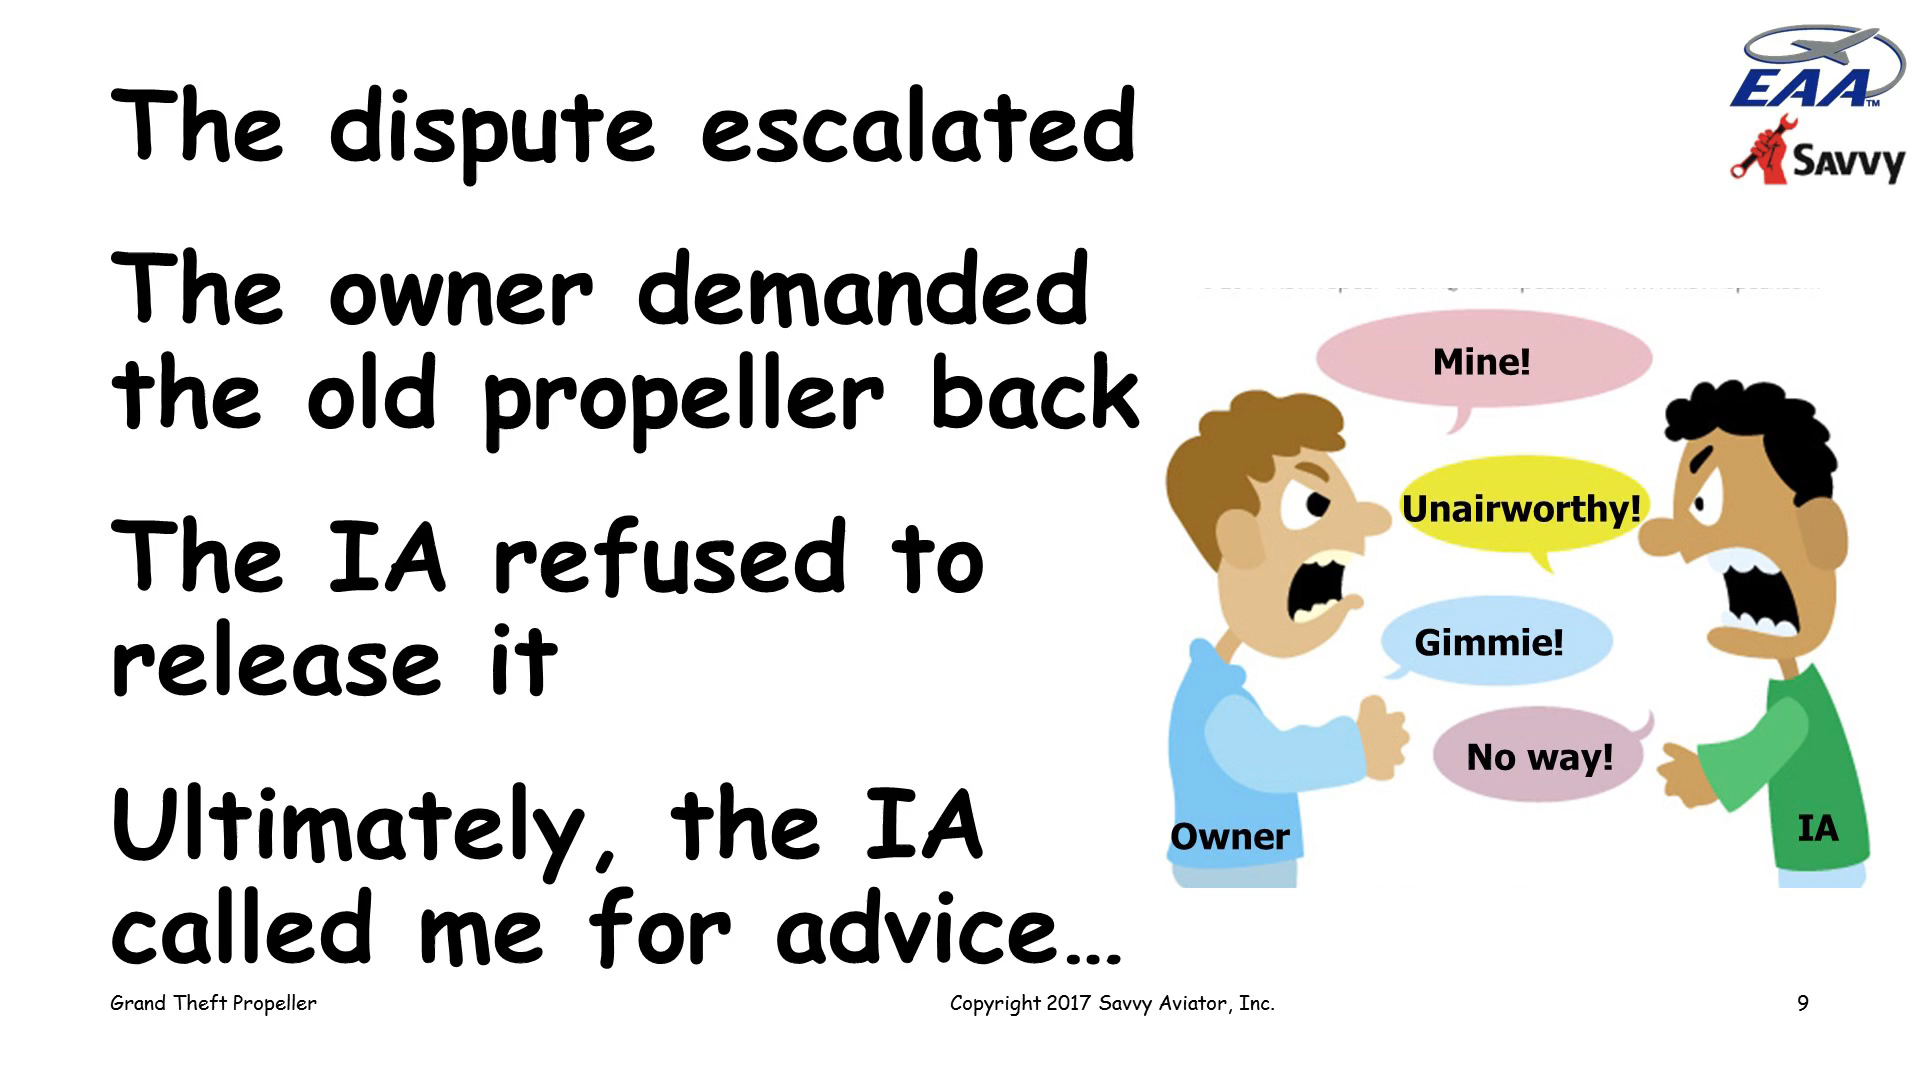 The dispute escalated
The owner demanded
the old propeller back
The IA refused to
release it
Ultimately, the IA
called me for advice...
EAA™
SAVVY
Mine!
Unairworthy!
Gimmie!
No way!
Owner
IA
Grand Theft Propeller
Copyright 2017 Savvy Aviator, Inc.
9